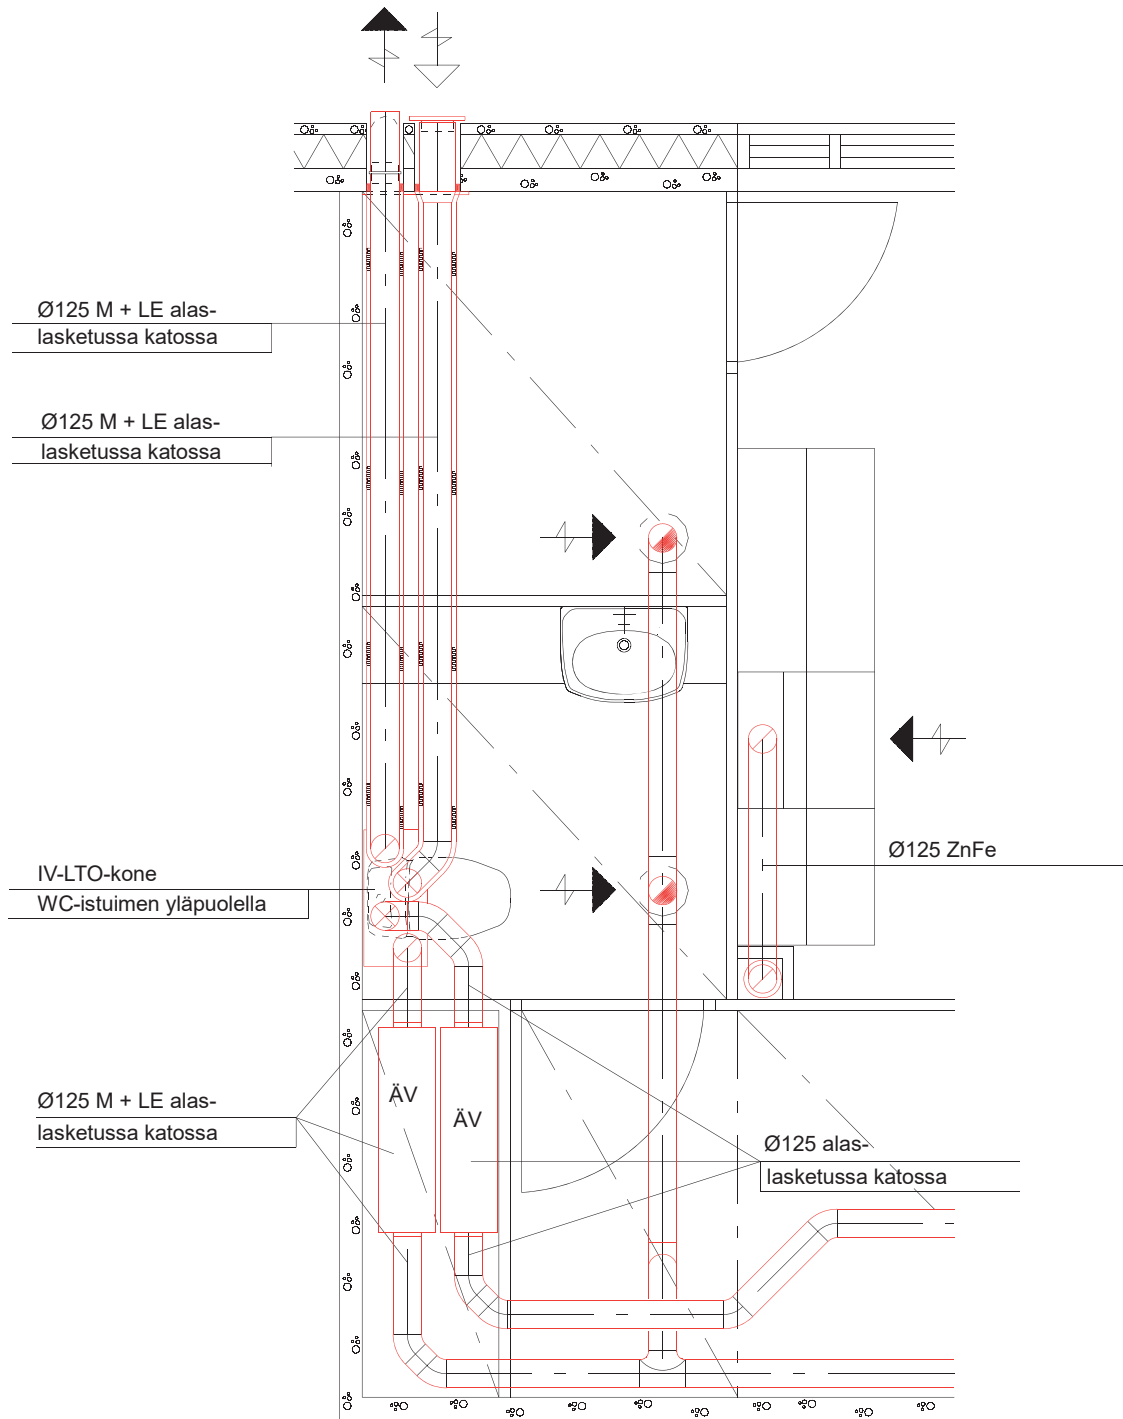 Ø125 M + LE alas-
lasketussa katossa
Ø125 M + LE alas-
lasketussa katossa
Ø125 ZnFe
IV-LTO-kone
WC-istuimen yläpuolella
ÄV
ÄV
Ø125 M + LE alas-
lasketussa katossa
Ø125 alas-
lasketussa katossa